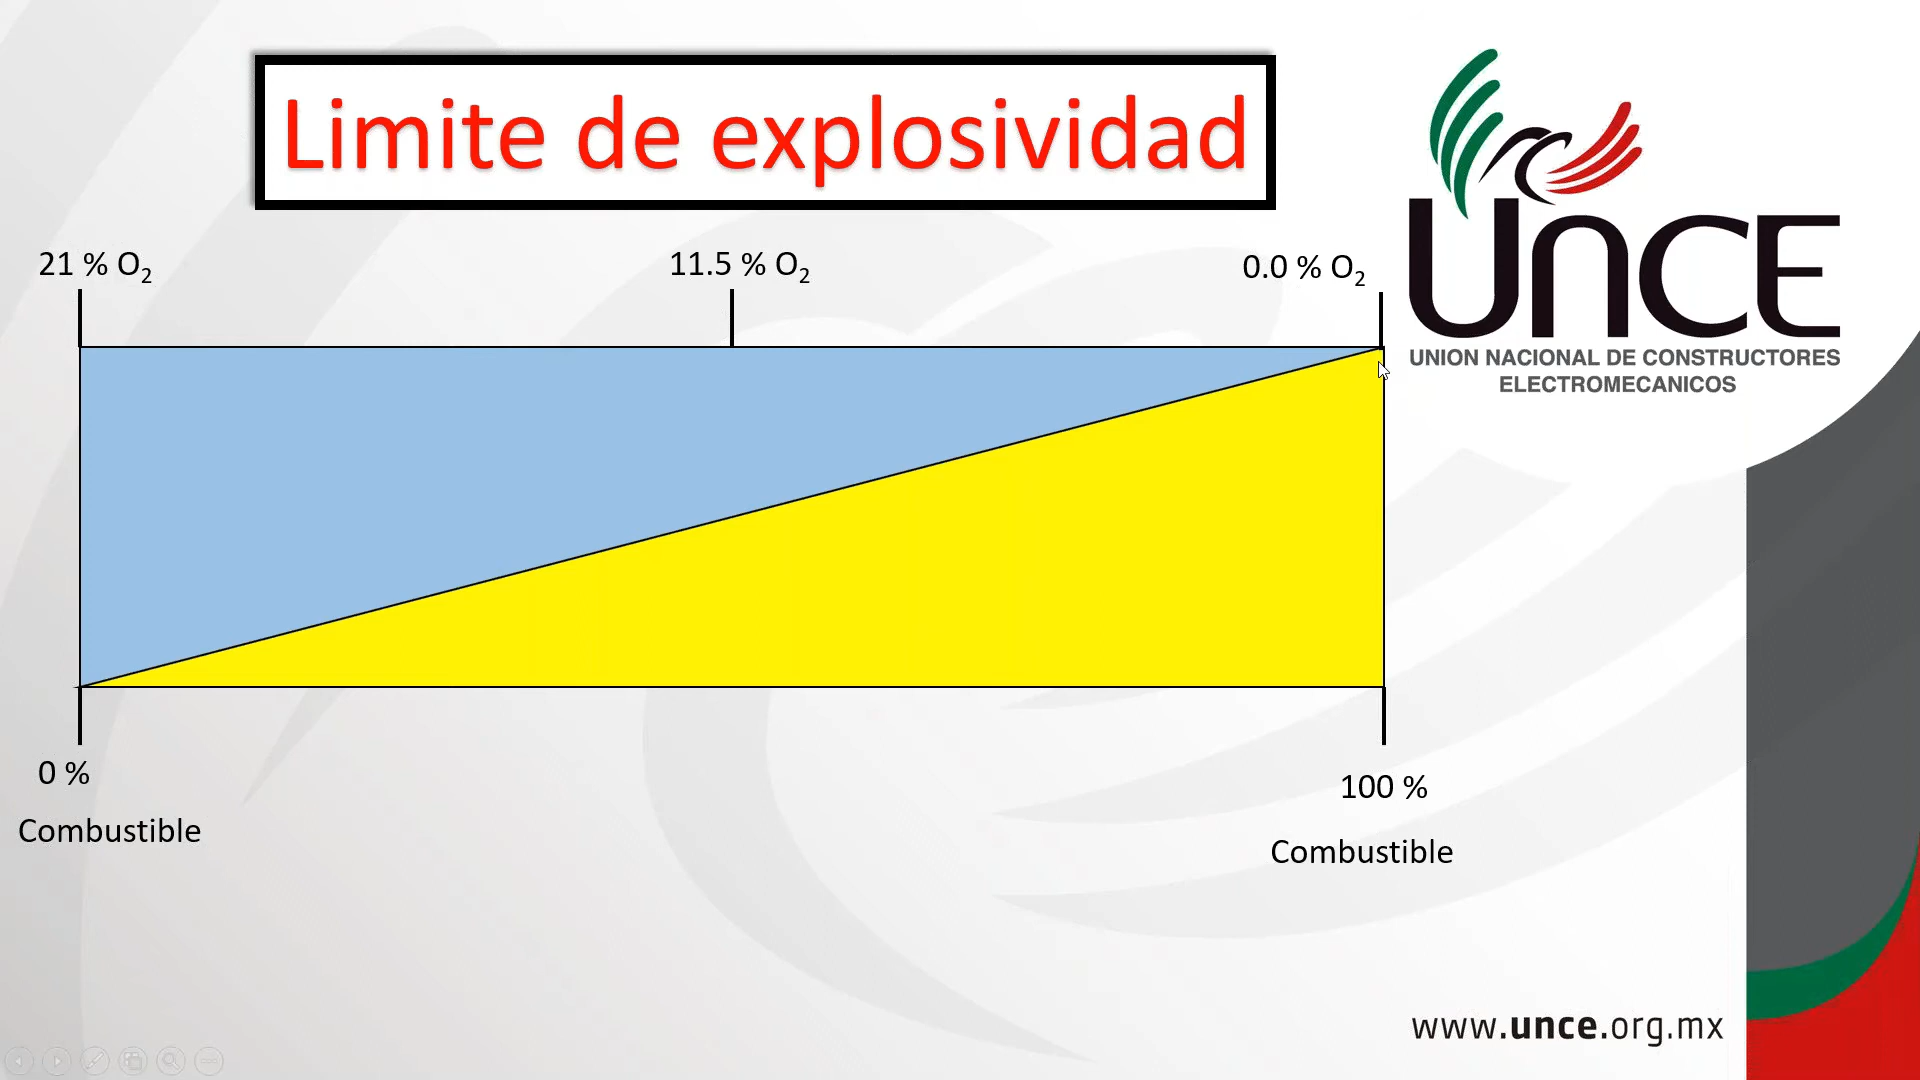 Limite de explosividad
21 % O₂
11.5 % O₂
0.0 % O₂
UNCE
UNION NACIONAL DE CONSTRUCTORES
ELECTROMECANICOS
0 %
Combustible
100 %
Combustible
www.unce.org.mx